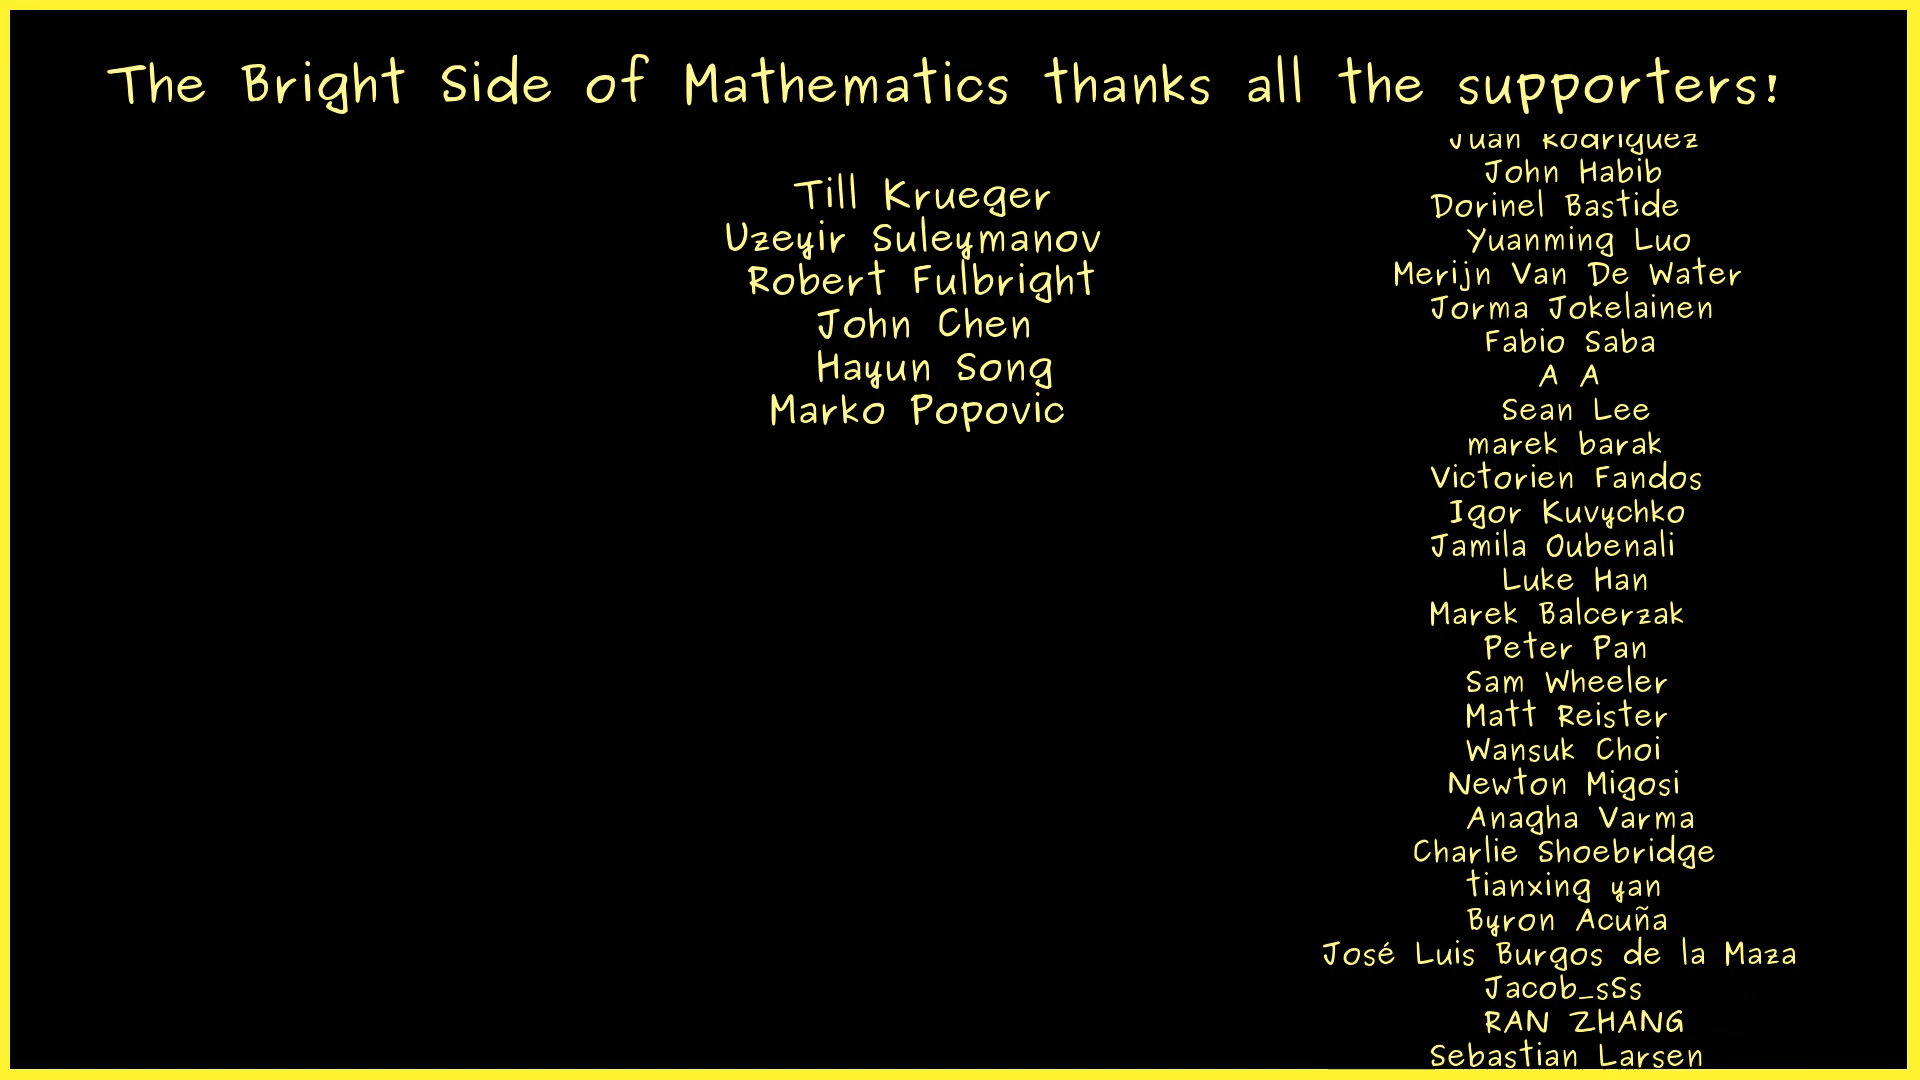 The Bright Side of Mathematics thanks all the supporters!
Till Krueger
Uzeyir Suleymanov
Robert Fulbright
John Chen
Hayun Song
Marko Popovic
Juan Rodriguez
John Habib
Dorinel Bastide
Yuanming Luo
Merijn Van De Water
Jorma Jokelainen
Fabio Saba
A A
Sean Lee
marek barak
Victorien Fandos
Igor Kuvychko
Jamila Oubenali
Luke Han
Marek Balcerzak
Peter Pan
Sam Wheeler
Matt Reister
Wansuk Choi
Newton Migosi
Anagha Varma
Charlie Shoebridge
tianxing yan
Byron Acuña
José Luis Burgos de la Maza
Jacob_sSs
RAN ZHANG
Sebastian Larsen